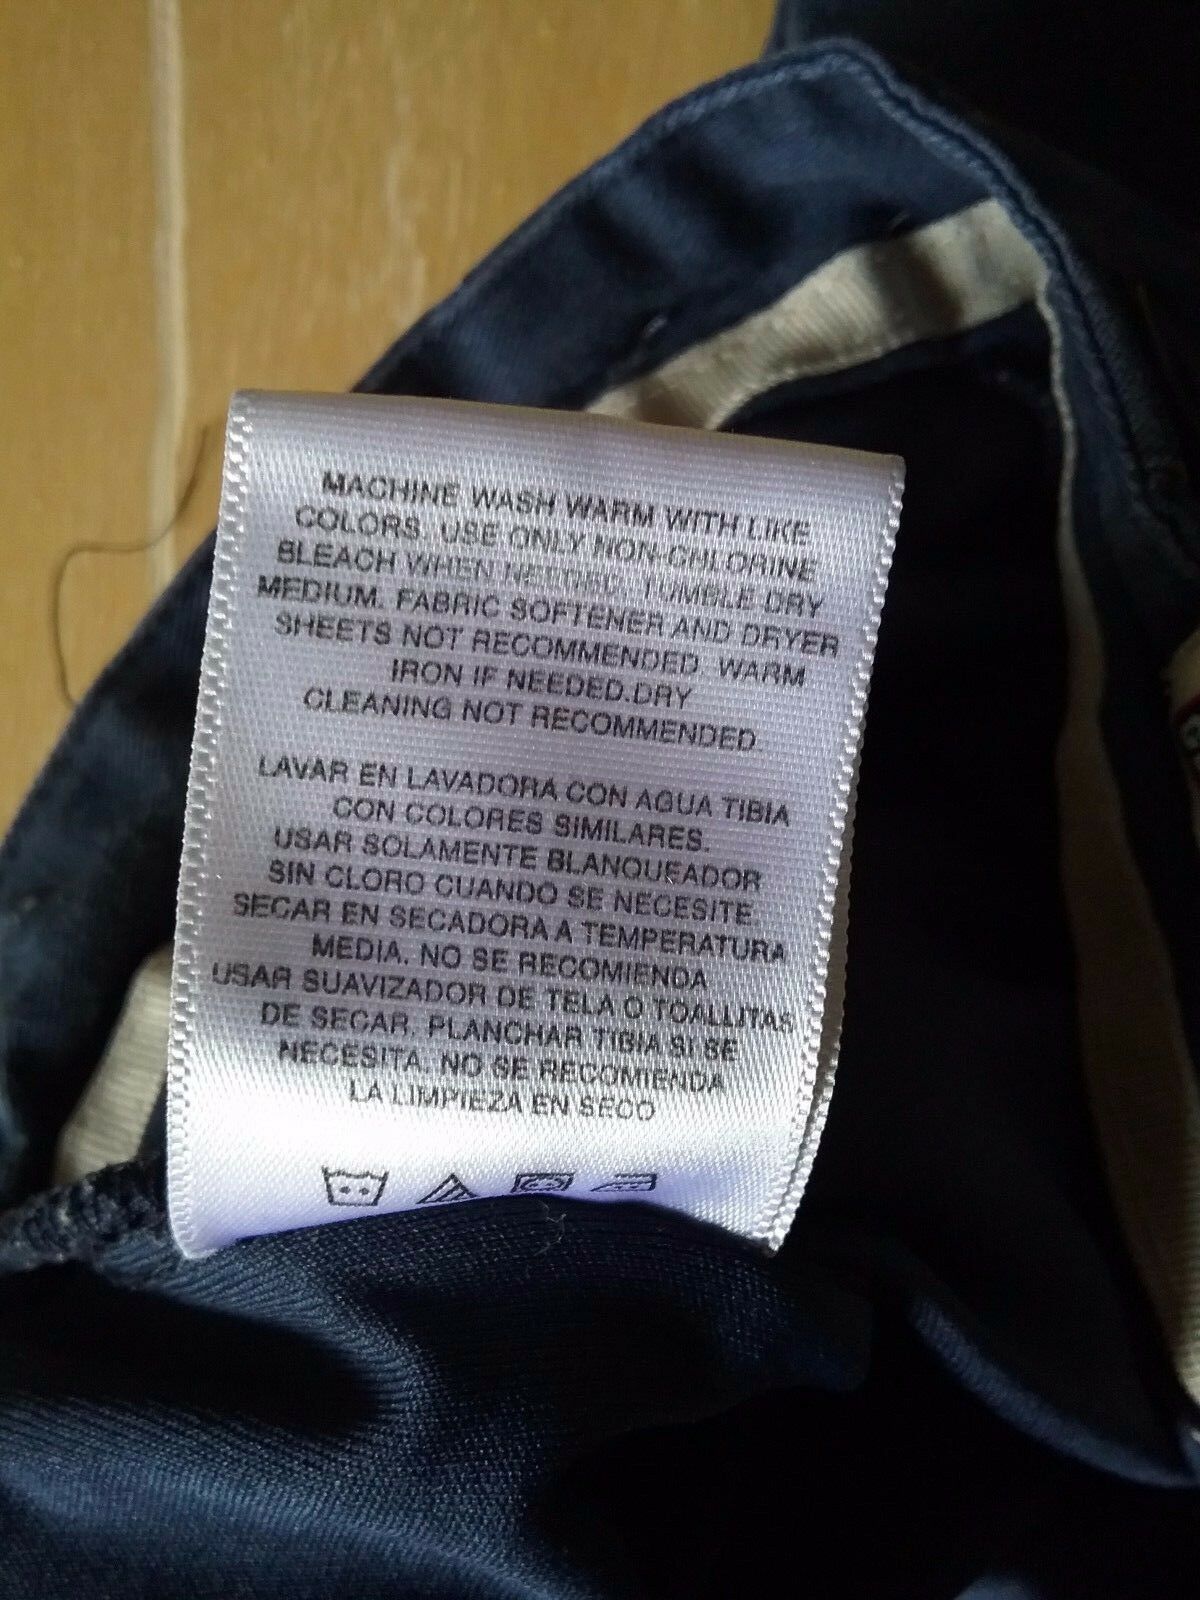 MACHINE WASH WARM WITH LIKE
COLORS. USE ONLY NON-CHLORINE
BLEACH WHEN NEEDED. TUMBLE DRY
MEDIUM. FABRIC SOFTENER AND DRYER
SHEETS NOT RECOMMENDED. WARM
IRON IF NEEDED.DRY
CLEANING NOT RECOMMENDED.
LAVAR EN LAVADORA CON AGUA TIBIA
CON COLORES SIMILARES.
USAR SOLAMENTE BLANQUEADOR
SIN CLORO CUANDO SE NECESITE.
SECAR EN SECADORA A TEMPERATURA
MEDIA. NO SE RECOMIENDA
USAR SUAVIZADOR DE TELA O TOALLITAS
DE SECAR. PLANCHAR TIBIA SI SE
NECESITA. NO SE RECOMIENDA
LA LIMPIEZA EN SECO